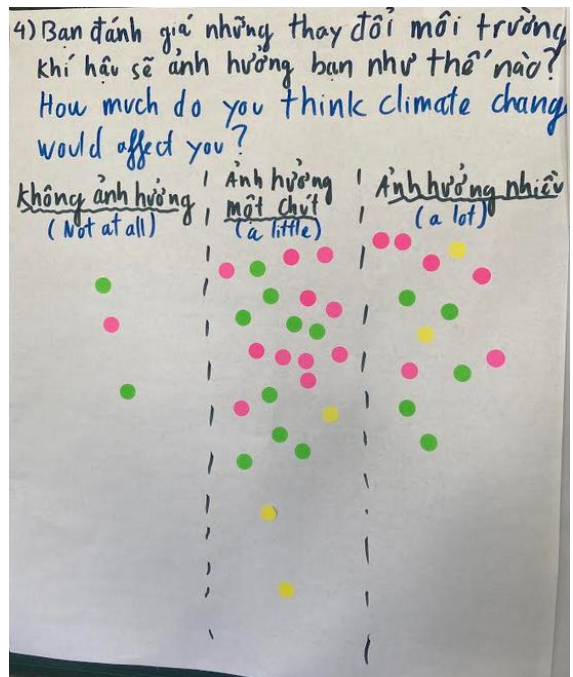 4) Bạn đánh giá những thay đổi môi trường
khí hậu sẽ ảnh hưởng bạn như thế nào?
How much do you think climate chang
would affect you?
Không ảnh hưởng
(Not at all)
Ảnh hưởng
một chút
(a little)
Ảnh hưởng nhiều
(a lot)